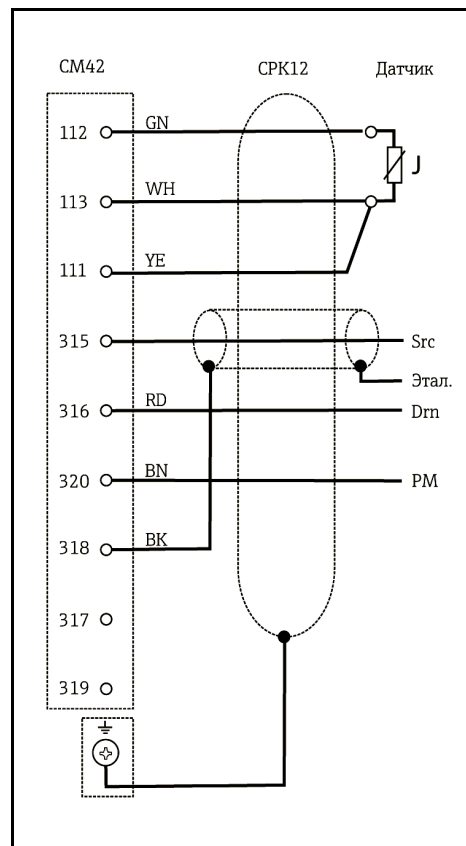 CM42
СРК12
Датчик
112
GN
113
WH
111
YE
315
Src
Этал.
316
RD
Drn
320
BN
PM
318
BK
317
319